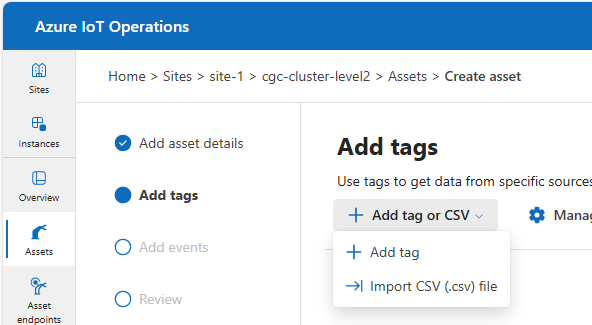 Azure IoT Operations
Sites
Instances
Overview
Assets
Asset
endpoints
Home > Sites > site-1 > cgc-cluster-level2 > Assets > Create asset
Add asset details
Add tags
Add events
Review
Add tags
Use tags to get data from specific sources
Add tag or CSV
Manag
Add tag
Import CSV (.csv) file